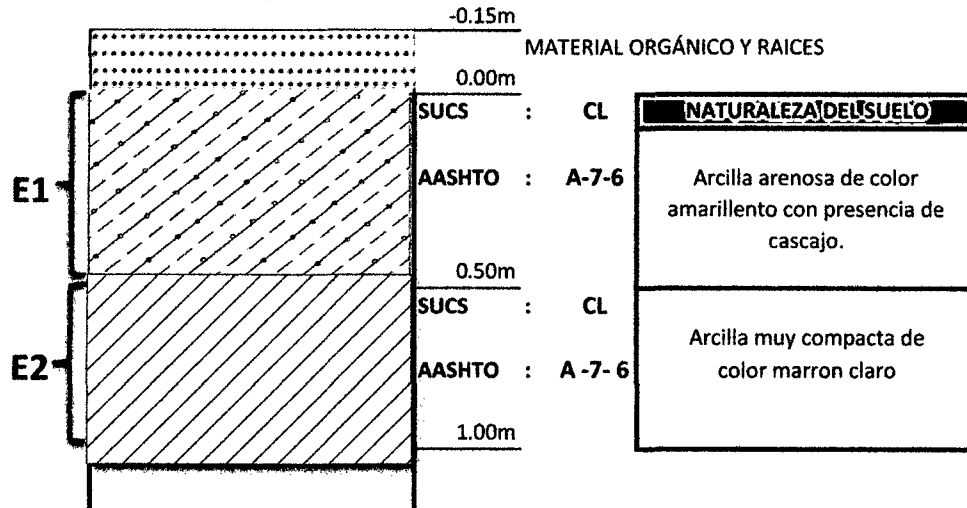 -0.15m
MATERIAL ORGÁNICO Y RAICES
0.00m
SUCS : CL
NATURALEZA DEL SUELO
E1
AASHTO : A-7-6
Arcilla arenosa de color
amarillento con presencia de
cascajo.
0.50m
SUCS : CL
E2
AASHTO : A -7- 6
Arcilla muy compacta de
color marron claro
1.00m